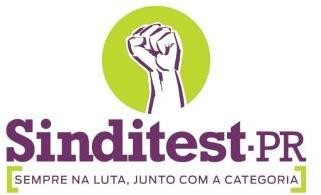 Sinditest-PR
[SEMPRE NA LUTA, JUNTO COM A CATEGORIA]